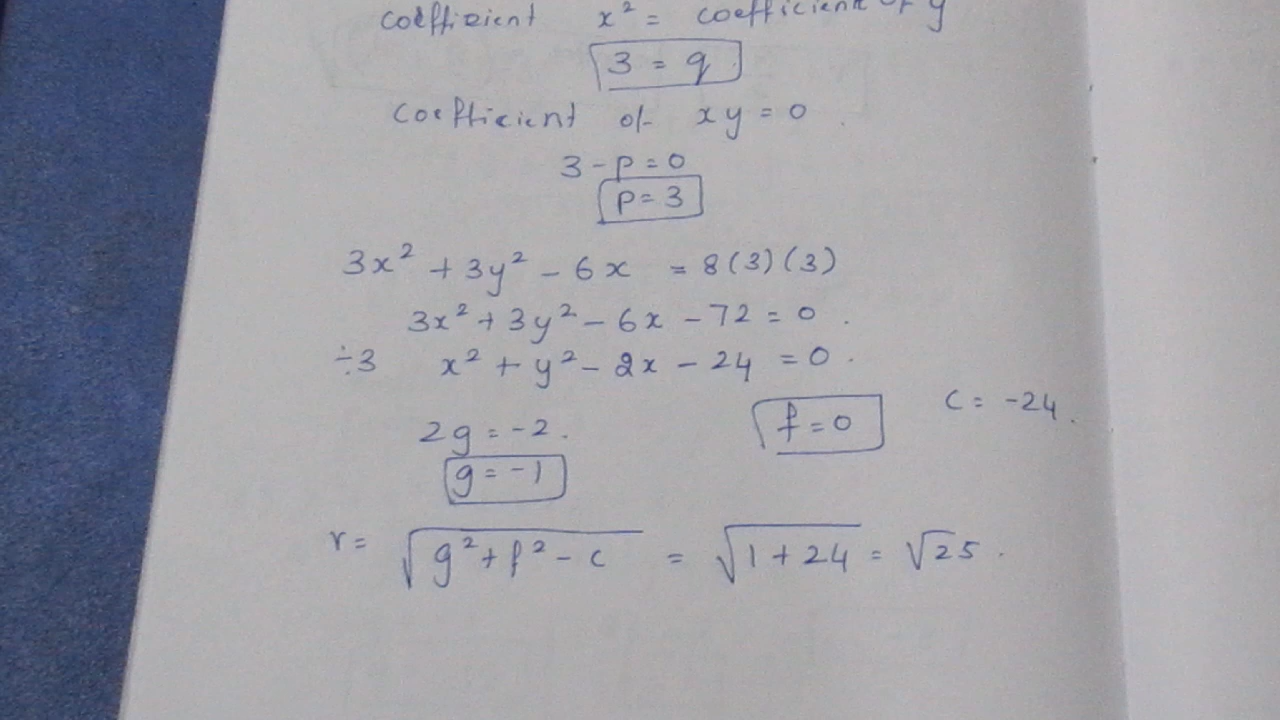 coefficient x² = coefficient of y
3 = q
coefficient of xy = 0
3 - p = 0
p = 3
3x² + 3y² - 6x = 8(3)(3)
3x² + 3y² - 6x - 72 = 0.
÷3 x² + y² - 2x - 24 = 0.
2g = -2. f = 0 c = -24.
g = -1
r = √g² + f² - c = √1 + 24 = √25.